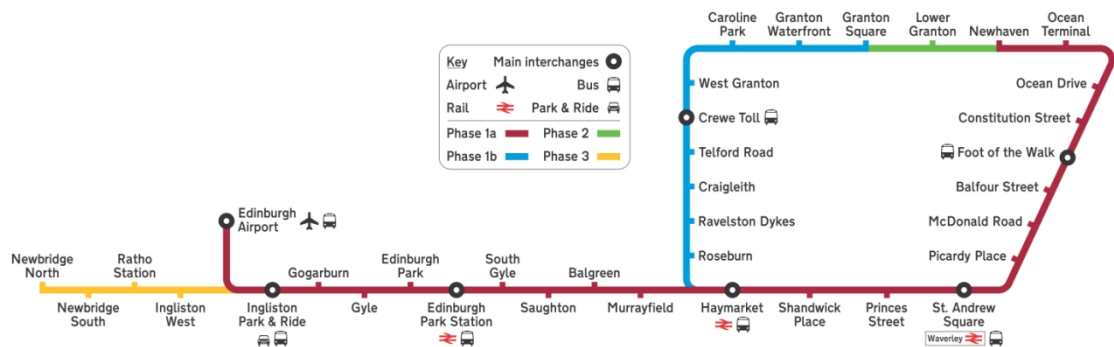 Key
Main interchanges
Airport
Bus
Rail
Park & Ride
Phase 1a
Phase 2
Phase 1b
Phase 3
Caroline
Park
Granton
Waterfront
Granton
Square
Lower
Granton
Newhaven
Ocean
Terminal
West Granton
Crewe Toll
Telford Road
Craigleith
Ravelston Dykes
Roseburn
Ocean Drive
Constitution Street
Foot of the Walk
Balfour Street
McDonald Road
Picardy Place
Edinburgh
Airport
Newbridge
North
Ratho
Station
Gogarburn
Edinburgh
Park
South
Gyle
Balgreen
Newbridge
South
Ingliston
West
Ingliston
Park & Ride
Gyle
Edinburgh
Park Station
Saughton
Murrayfield
Haymarket
Shandwick
Place
Princes
Street
St. Andrew
Square
Waverley